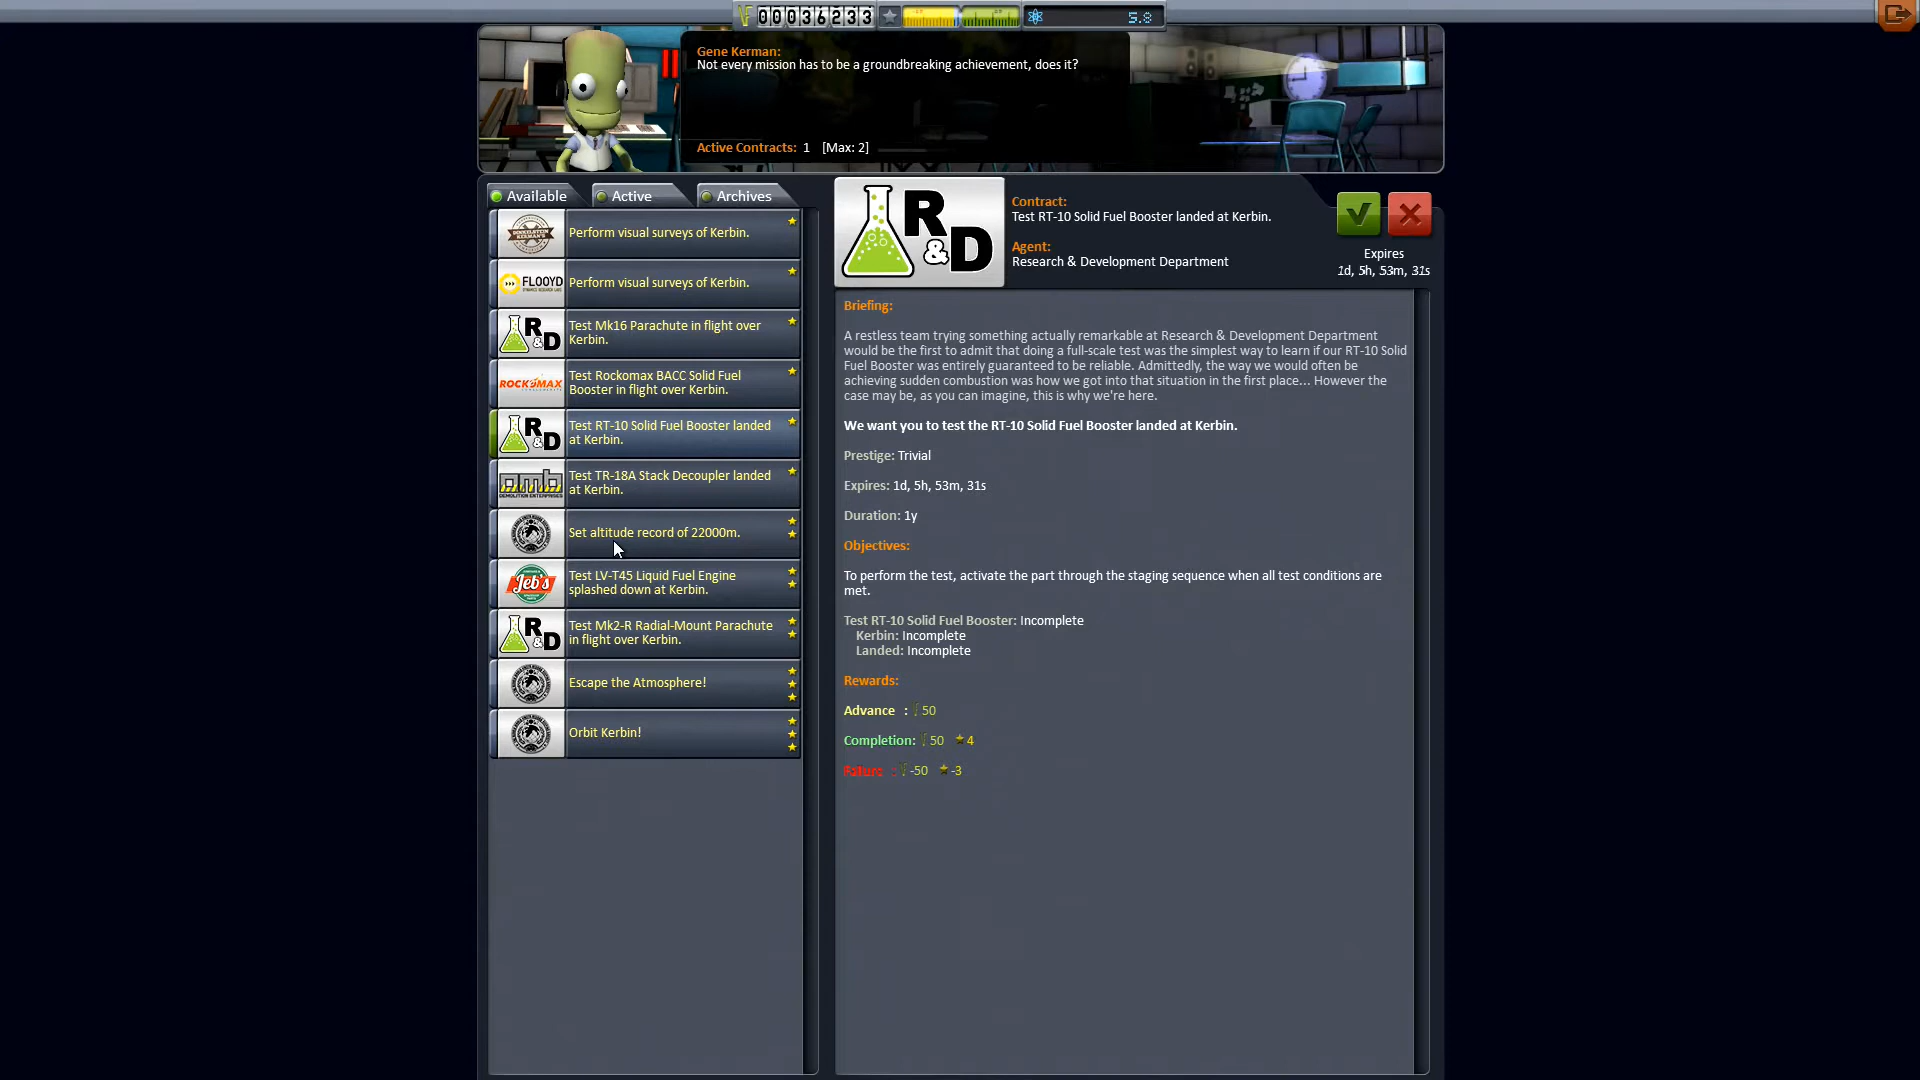 00036233
5.8
Gene Kerman:
Not every mission has to be a groundbreaking achievement, does it?
Active Contracts: 1 [Max: 2]
Available
Active
Archives
Perform visual surveys of Kerbin.
FLOOYD
Perform visual surveys of Kerbin.
R&D
Test Mk16 Parachute in flight over
Kerbin.
ROCKOMAX
Test Rockomax BACC Solid Fuel
Booster in flight over Kerbin.
R&D
Test RT-10 Solid Fuel Booster landed
at Kerbin.
DEMOLITION ENTERPRISES
Test TR-18A Stack Decoupler landed
at Kerbin.
Set altitude record of 22000m.
Jeb's
Test LV-T45 Liquid Fuel Engine
splashed down at Kerbin.
R&D
Test Mk2-R Radial-Mount Parachute
in flight over Kerbin.
Escape the Atmosphere!
Orbit Kerbin!
R&D
Contract:
Test RT-10 Solid Fuel Booster landed at Kerbin.
Agent:
Research & Development Department
Expires
1d, 5h, 53m, 31s
Briefing:
A restless team trying something actually remarkable at Research & Development Department
would be the first to admit that doing a full-scale test was the simplest way to learn if our RT-10 Solid
Fuel Booster was entirely guaranteed to be reliable. Admittedly, the way we would often be
achieving sudden combustion was how we got into that situation in the first place... However the
case may be, as you can imagine, this is why we're here.
We want you to test the RT-10 Solid Fuel Booster landed at Kerbin.
Prestige: Trivial
Expires: 1d, 5h, 53m, 31s
Duration: 1y
Objectives:
To perform the test, activate the part through the staging sequence when all test conditions are
met.
Test RT-10 Solid Fuel Booster: Incomplete
Kerbin: Incomplete
Landed: Incomplete
Rewards:
Advance : 50
Completion: 50 4
Failure : -50 -3